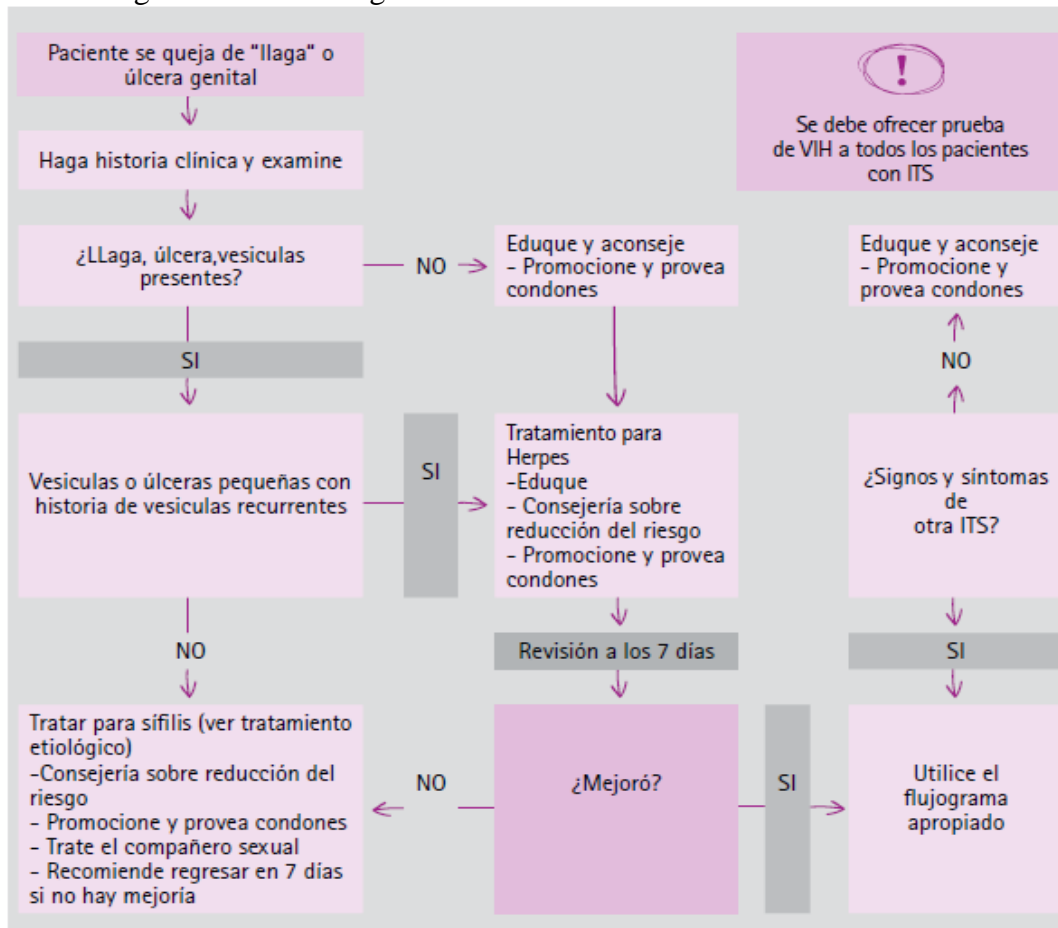 Paciente se queja de "llaga" o
úlcera genital
!
Se debe ofrecer prueba
de VIH a todos los pacientes
con ITS
Haga historia clínica y examine
¿LLaga, úlcera,vesiculas
presentes?
NO
Eduque y aconseje
- Promocione y provea
condones
Eduque y aconseje
- Promocione y
provea condones
SI
NO
Vesiculas o úlceras pequeñas con
historia de vesiculas recurrentes
SI
Tratamiento para
Herpes
-Eduque
- Consejería sobre
reducción del riesgo
- Promocione y provea
condones
¿Signos y síntomas
de
otra ITS?
NO
Revisión a los 7 días
SI
Tratar para sífilis (ver tratamiento
etiológico)
-Consejería sobre reducción del
riesgo
- Promocione y provea condones
- Trate el compañero sexual
- Recomiende regresar en 7 días
si no hay mejoría
NO
¿Mejoró?
SI
Utilice el
flujograma
apropiado